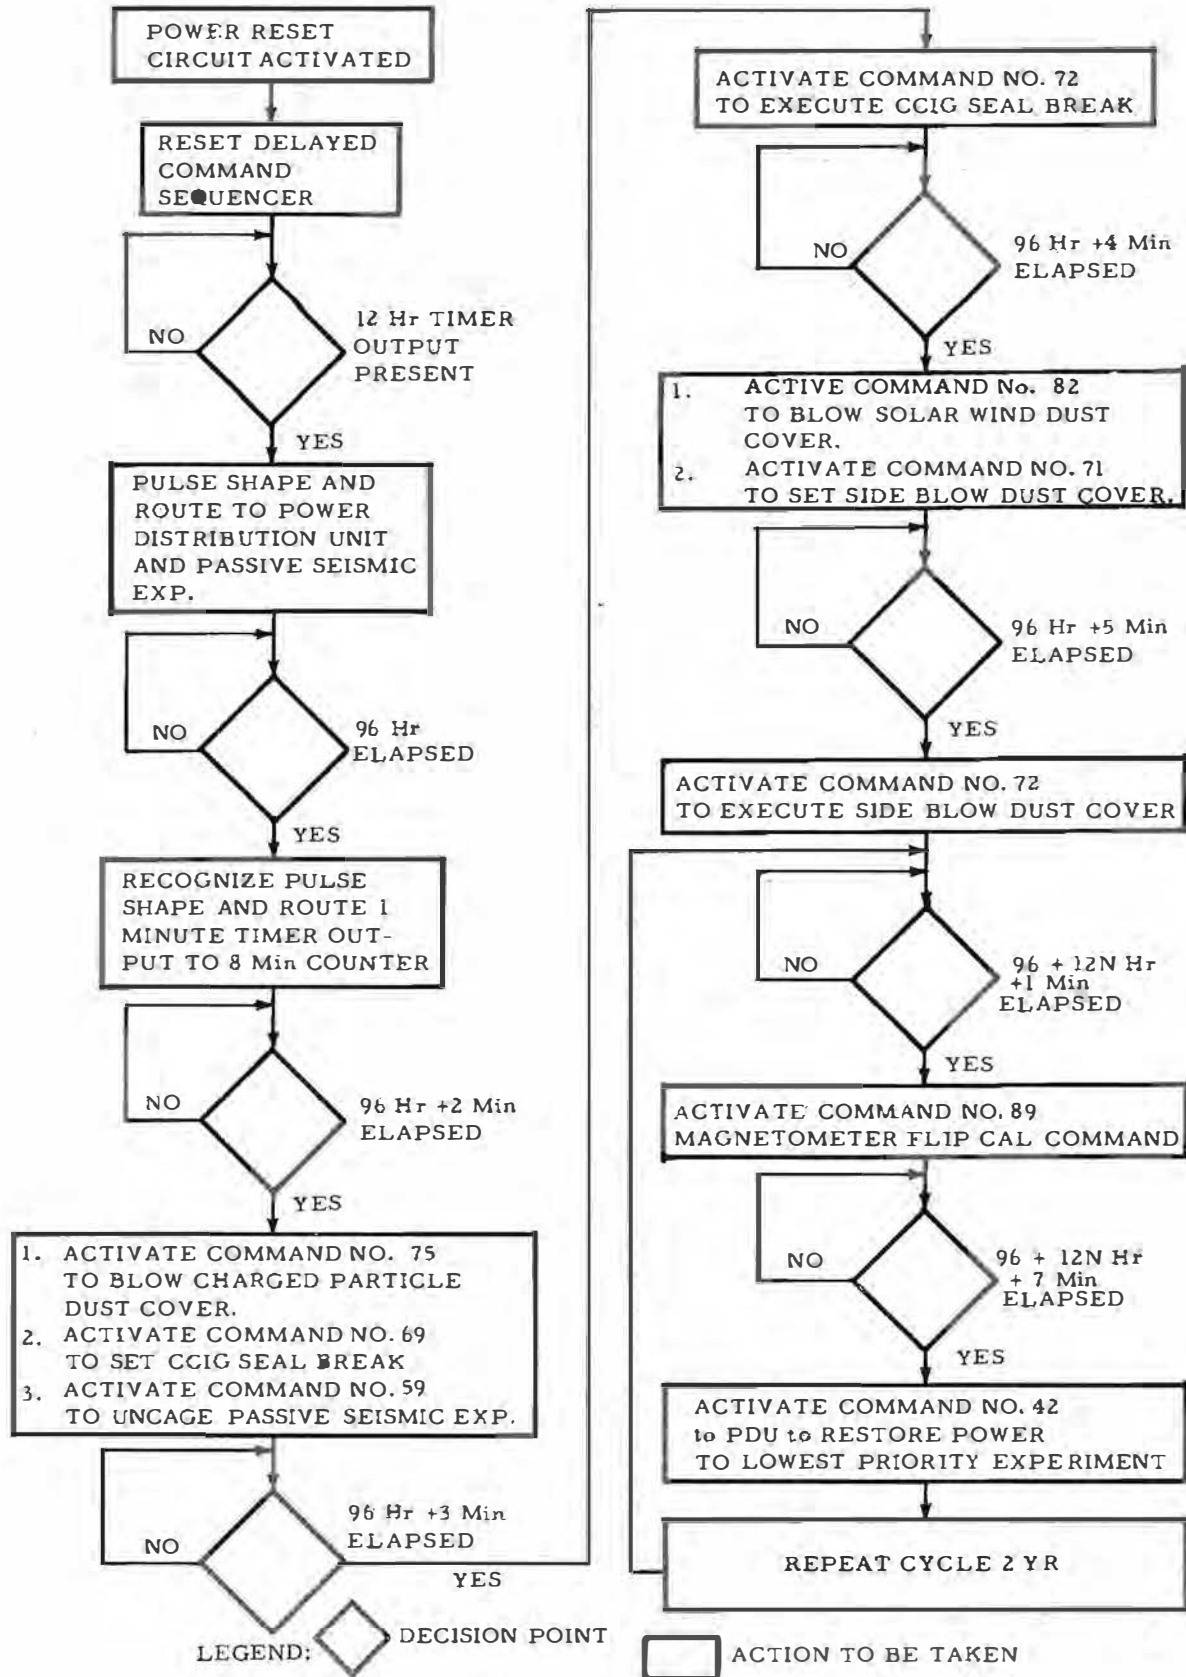 POWER RESET
CIRCUIT ACTIVATED
RESET DELAYED
COMMAND
SEQUENCER
NO
12 Hr TIMER
OUTPUT
PRESENT
YES
PULSE SHAPE AND
ROUTE TO POWER
DISTRIBUTION UNIT
AND PASSIVE SEISMIC
EXP.
NO
96 Hr
ELAPSED
YES
RECOGNIZE PULSE
SHAPE AND ROUTE 1
MINUTE TIMER OUT-
PUT TO 8 Min COUNTER
NO
96 Hr +2 Min
ELAPSED
YES
1. ACTIVATE COMMAND NO. 75
TO BLOW CHARGED PARTICLE
DUST COVER.
2. ACTIVATE COMMAND NO. 69
TO SET CCIG SEAL BREAK
3. ACTIVATE COMMAND NO. 59
TO UNCAGE PASSIVE SEISMIC EXP.
NO
96 Hr +3 Min
ELAPSED
YES
ACTIVATE COMMAND NO. 72
TO EXECUTE CCIG SEAL BREAK
NO
96 Hr +4 Min
ELAPSED
YES
1. ACTIVE COMMAND No. 82
TO BLOW SOLAR WIND DUST
COVER.
2. ACTIVATE COMMAND NO. 71
TO SET SIDE BLOW DUST COVER.
NO
96 Hr +5 Min
ELAPSED
YES
ACTIVATE COMMAND NO. 72
TO EXECUTE SIDE BLOW DUST COVER
NO
96 + 12N Hr
+1 Min
ELAPSED
YES
ACTIVATE COMMAND NO. 89
MAGNETOMETER FLIP CAL COMMAND
NO
96 + 12N Hr
+ 7 Min
ELAPSED
YES
ACTIVATE COMMAND NO. 42
to PDU to RESTORE POWER
TO LOWEST PRIORITY EXPERIMENT
REPEAT CYCLE 2 YR
LEGEND: DECISION POINT
ACTION TO BE TAKEN